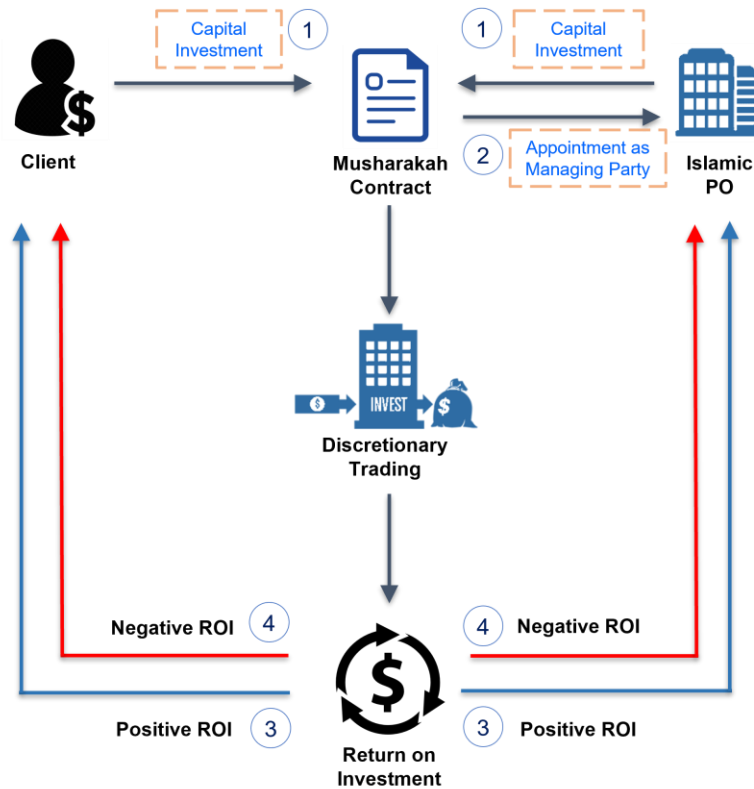 Capital
Investment
1
1
Capital
Investment
$
Client
Musharakah
Contract
2
Appointment as
Managing Party
Islamic
PO
$
INVEST
$
Discretionary
Trading
Negative ROI
4
4
Negative ROI
$
Positive ROI
3
3
Positive ROI
Return on
Investment